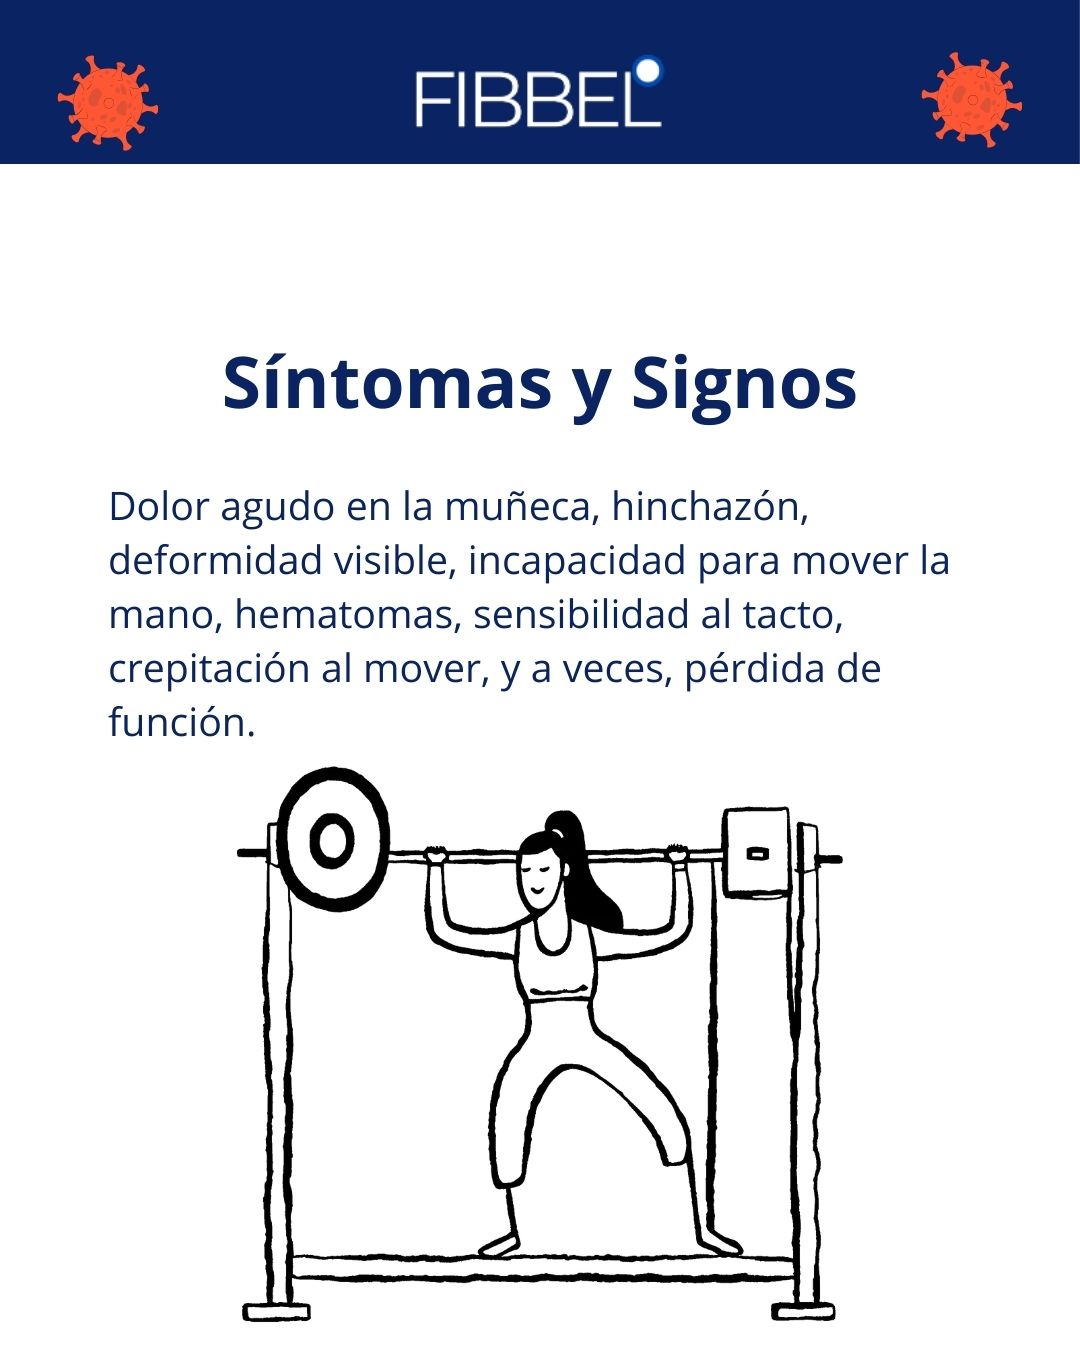 FIBBEL
Síntomas y Signos
Dolor agudo en la muñeca, hinchazón,
deformidad visible, incapacidad para mover la
mano, hematomas, sensibilidad al tacto,
crepitación al mover, y a veces, pérdida de
función.